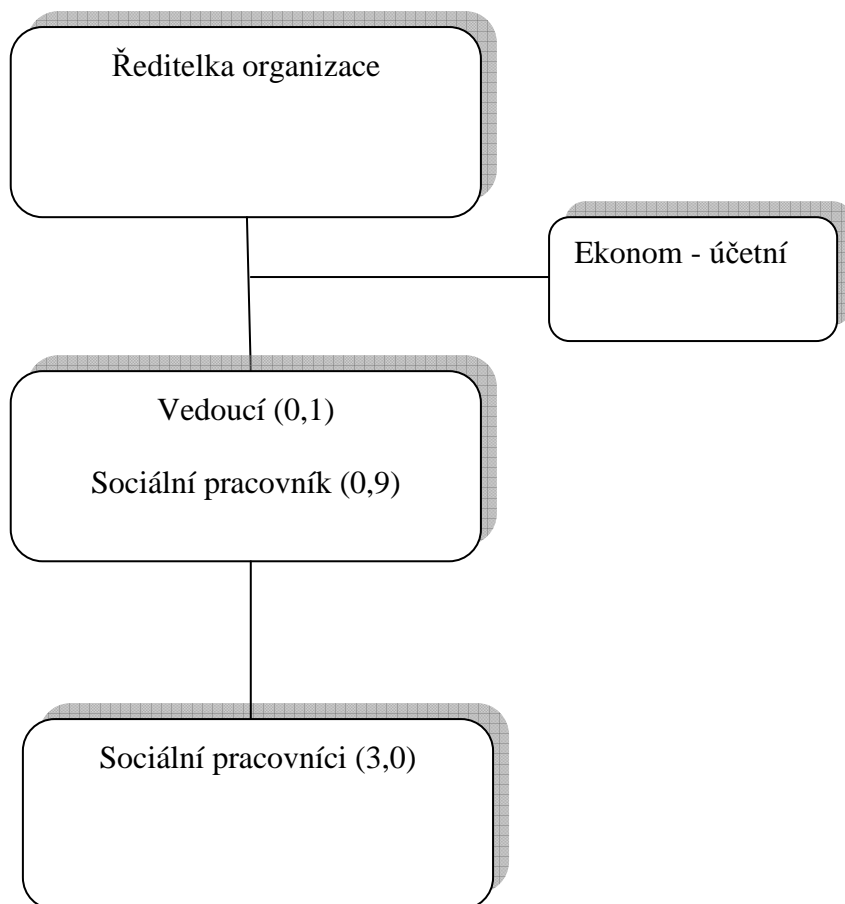 Ředitelka organizace
Ekonom - účetní
Vedoucí (0,1)
Sociální pracovník (0,9)
Sociální pracovníci (3,0)